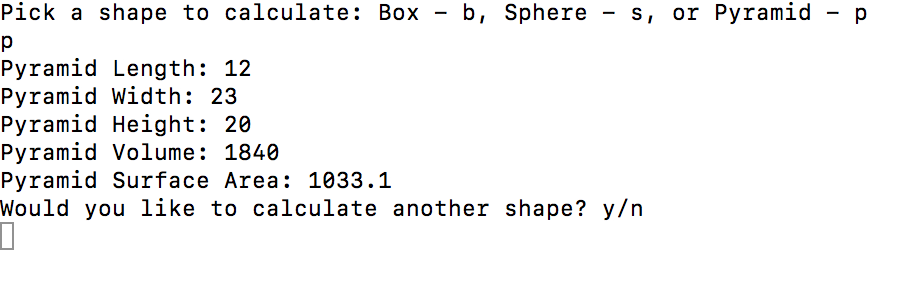 Pick a shape to calculate: Box – b, Sphere – s, or Pyramid – p
p
Pyramid Length: 12
Pyramid Width: 23
Pyramid Height: 20
Pyramid Volume: 1840
Pyramid Surface Area: 1033.1
Would you like to calculate another shape? y/n